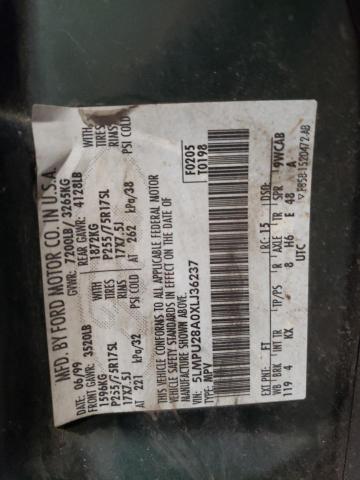 MFD. BY FORD MOTOR CO. IN U.S.A.
GVWR: 7200LB / 3265KG
06/99
FRONT GAWR: 3520LB
REAR GAWR: 4128LB
1596KG
1872KG
P255/75R17SL TIRES P255/75R17SL
17X7.5J RIMS 17X7.5J
AT 221 kPa/32 PSI COLD AT 262 kPa/38 PSI COLD
THIS VEHICLE CONFORMS TO ALL APPLICABLE FEDERAL MOTOR
VEHICLE SAFETY STANDARDS IN EFFECT ON THE DATE OF
MANUFACTURE SHOWN ABOVE.
VIN: 5LMPU28A0XLJ36237
TYPE: MPV
F0205
T0198
EXT PNT: FT RC: 15 DSO:
WB BRK INT TR TP/PS R AXLE TR SPR 9WCAB
119 4 KX 8 H6 E 48 A
UTC
F85B-1520472-AB